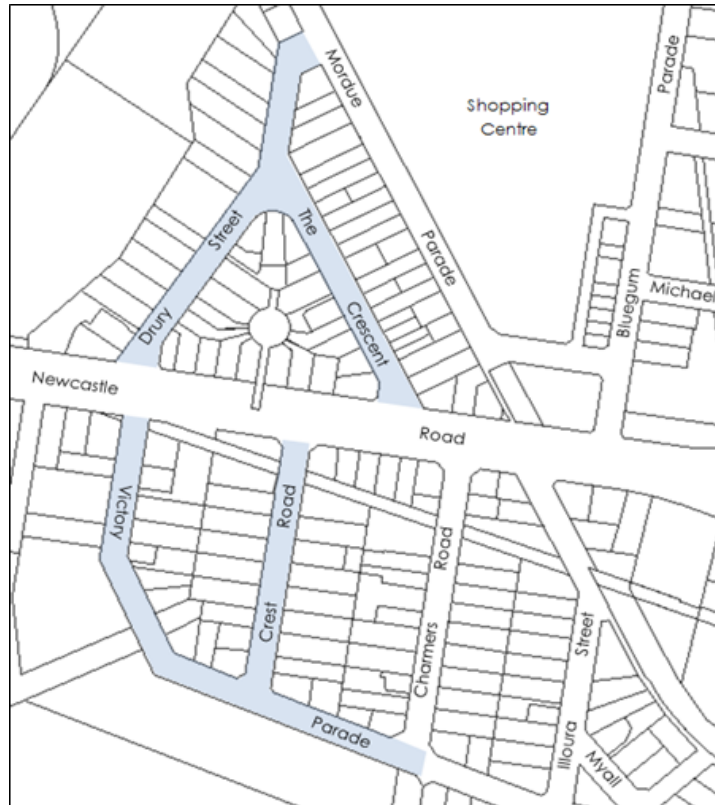 Mordue
Parade
Shopping
Centre
Parade
Street
The
Parade
Drury
Crescent
Bluegum
Michael
Newcastle
Road
Victory
Road
Crest
Road
Charmers
Street
Parade
Illoura
Myall